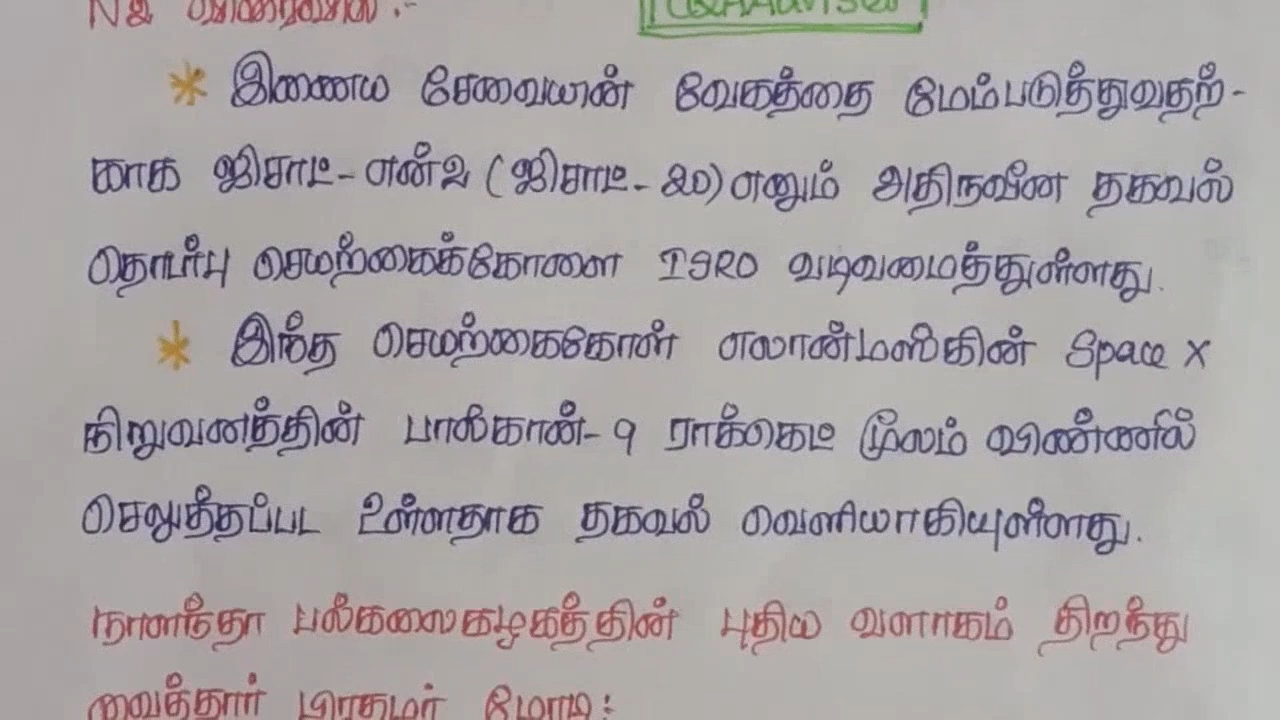 N2 விரைவில் :-
* இணைய சேவையின் வேகத்தை மேம்படுத்துவதற்-
காக ஜிசாட்-என்2 (ஜிசாட்-20) எனும் அதிநவீன தகவல்
தொடர்பு செயற்கைக்கோளை ISRO வடிவமைத்துள்ளது.
* இந்த செயற்கைகோள் எலான்மஸ்கின் Space X
நிறுவனத்தின் பால்கான்-9 ராக்கெட் மூலம் விண்ணில்
செலுத்தப்பட உள்ளதாக தகவல் வெளியாகியுள்ளது.
நாளந்தா பல்கலைகழகத்தின் புதிய வளாகம் திறந்து
வைத்தார் பிரதமர் மோடி: